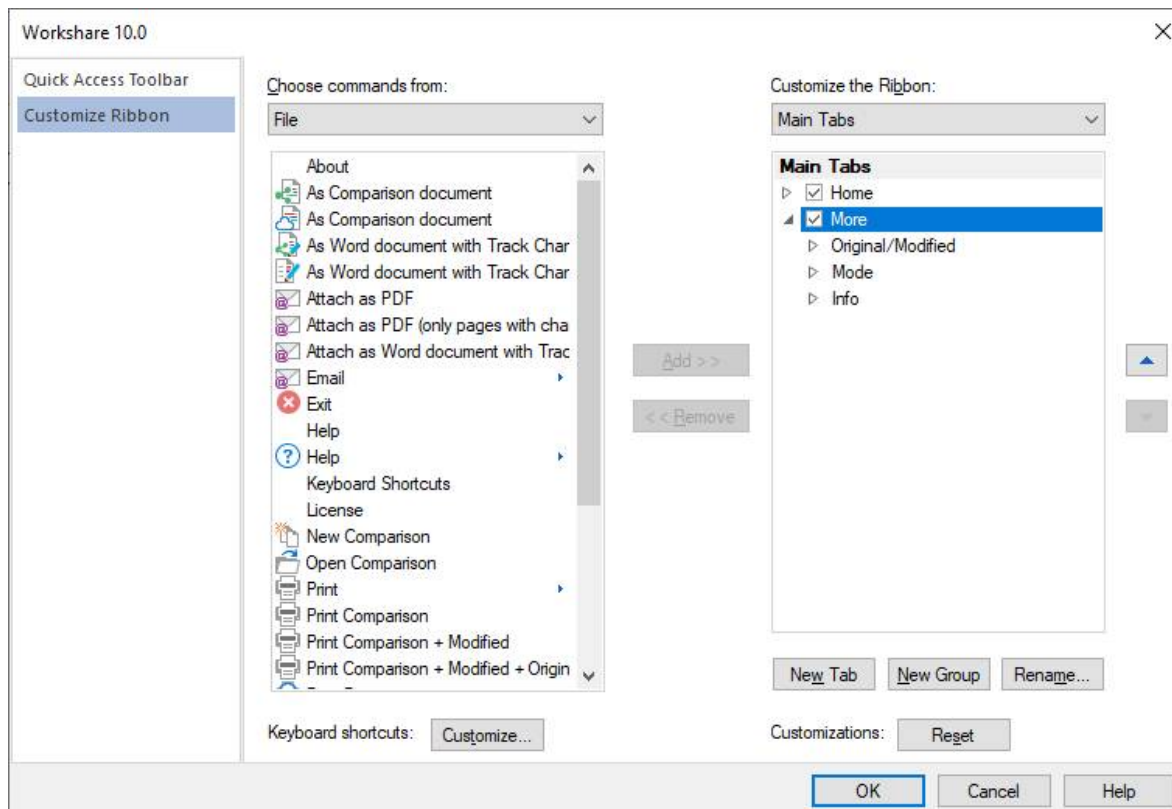 Workshare 10.0
Quick Access Toolbar
Customize Ribbon
Choose commands from:
File
About
As Comparison document
As Comparison document
As Word document with Track Char
As Word document with Track Char
Attach as PDF
Attach as PDF (only pages with cha
Attach as Word document with Trac
Email
Exit
Help
Help
Keyboard Shortcuts
License
New Comparison
Open Comparison
Print
Print Comparison
Print Comparison + Modified
Print Comparison + Modified + Origin
Keyboard shortcuts:
Customize...
Add > >
< < Remove
Customize the Ribbon:
Main Tabs
Main Tabs
Home
More
Original/Modified
Mode
Info
New Tab
New Group
Rename...
Customizations:
Reset
OK
Cancel
Help